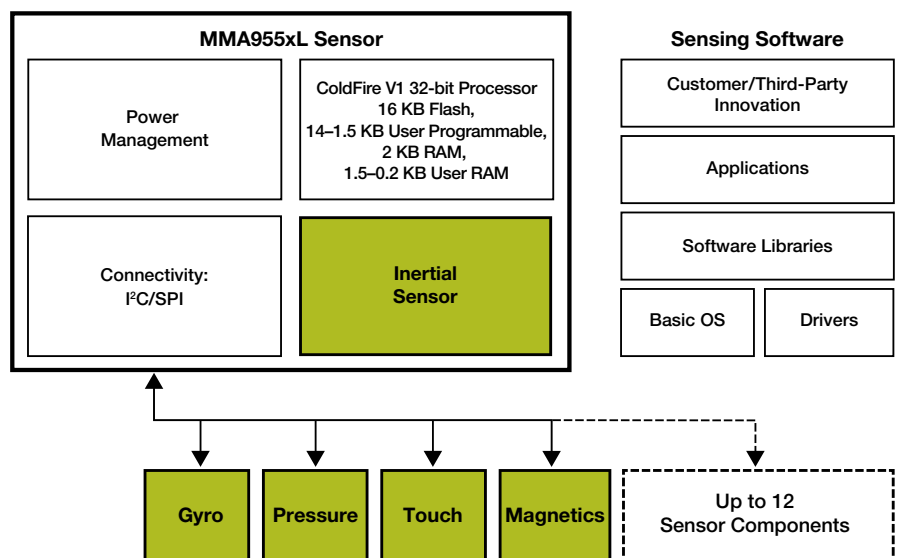 MMA955xL Sensor
Power
Management
ColdFire V1 32-bit Processor
16 KB Flash,
14–1.5 KB User Programmable,
2 KB RAM,
1.5–0.2 KB User RAM
Connectivity:
I²C/SPI
Inertial
Sensor
Sensing Software
Customer/Third-Party
Innovation
Applications
Software Libraries
Basic OS
Drivers
Gyro
Pressure
Touch
Magnetics
Up to 12
Sensor Components